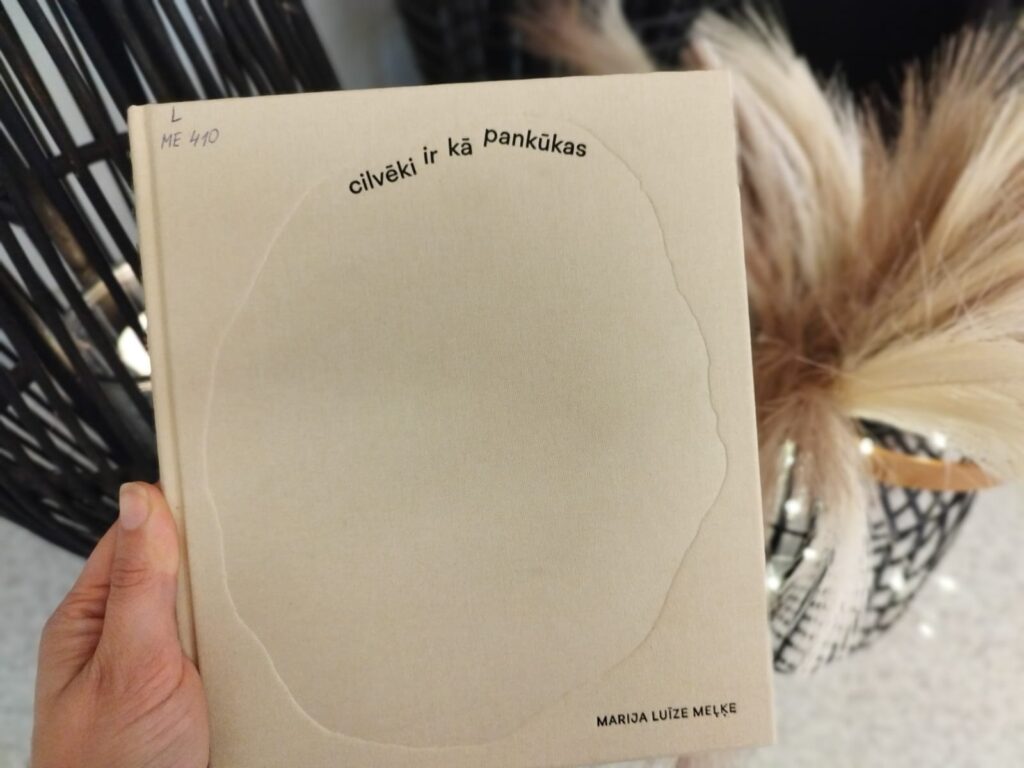 L
ME 410
cilvēki ir kā pankūkas
MARIJA LUĪZE MEĻĶE